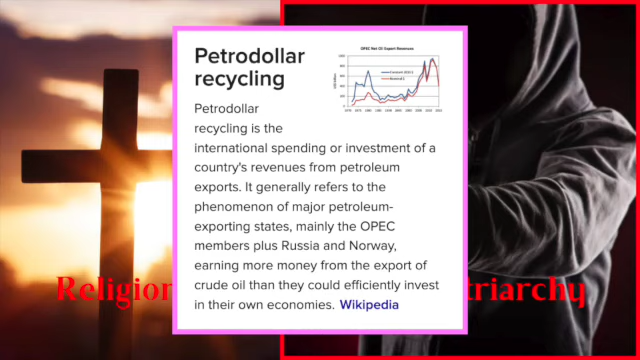 Petrodollar
recycling
OPEC Net Oil Export Revenues
Petrodollar
recycling is the
international spending or investment of a
country's revenues from petroleum
exports. It generally refers to the
phenomenon of major petroleum-
exporting states, mainly the OPEC
members plus Russia and Norway,
earning more money from the export of
crude oil than they could efficiently invest
in their own economies. Wikipedia
Religion
triarchy